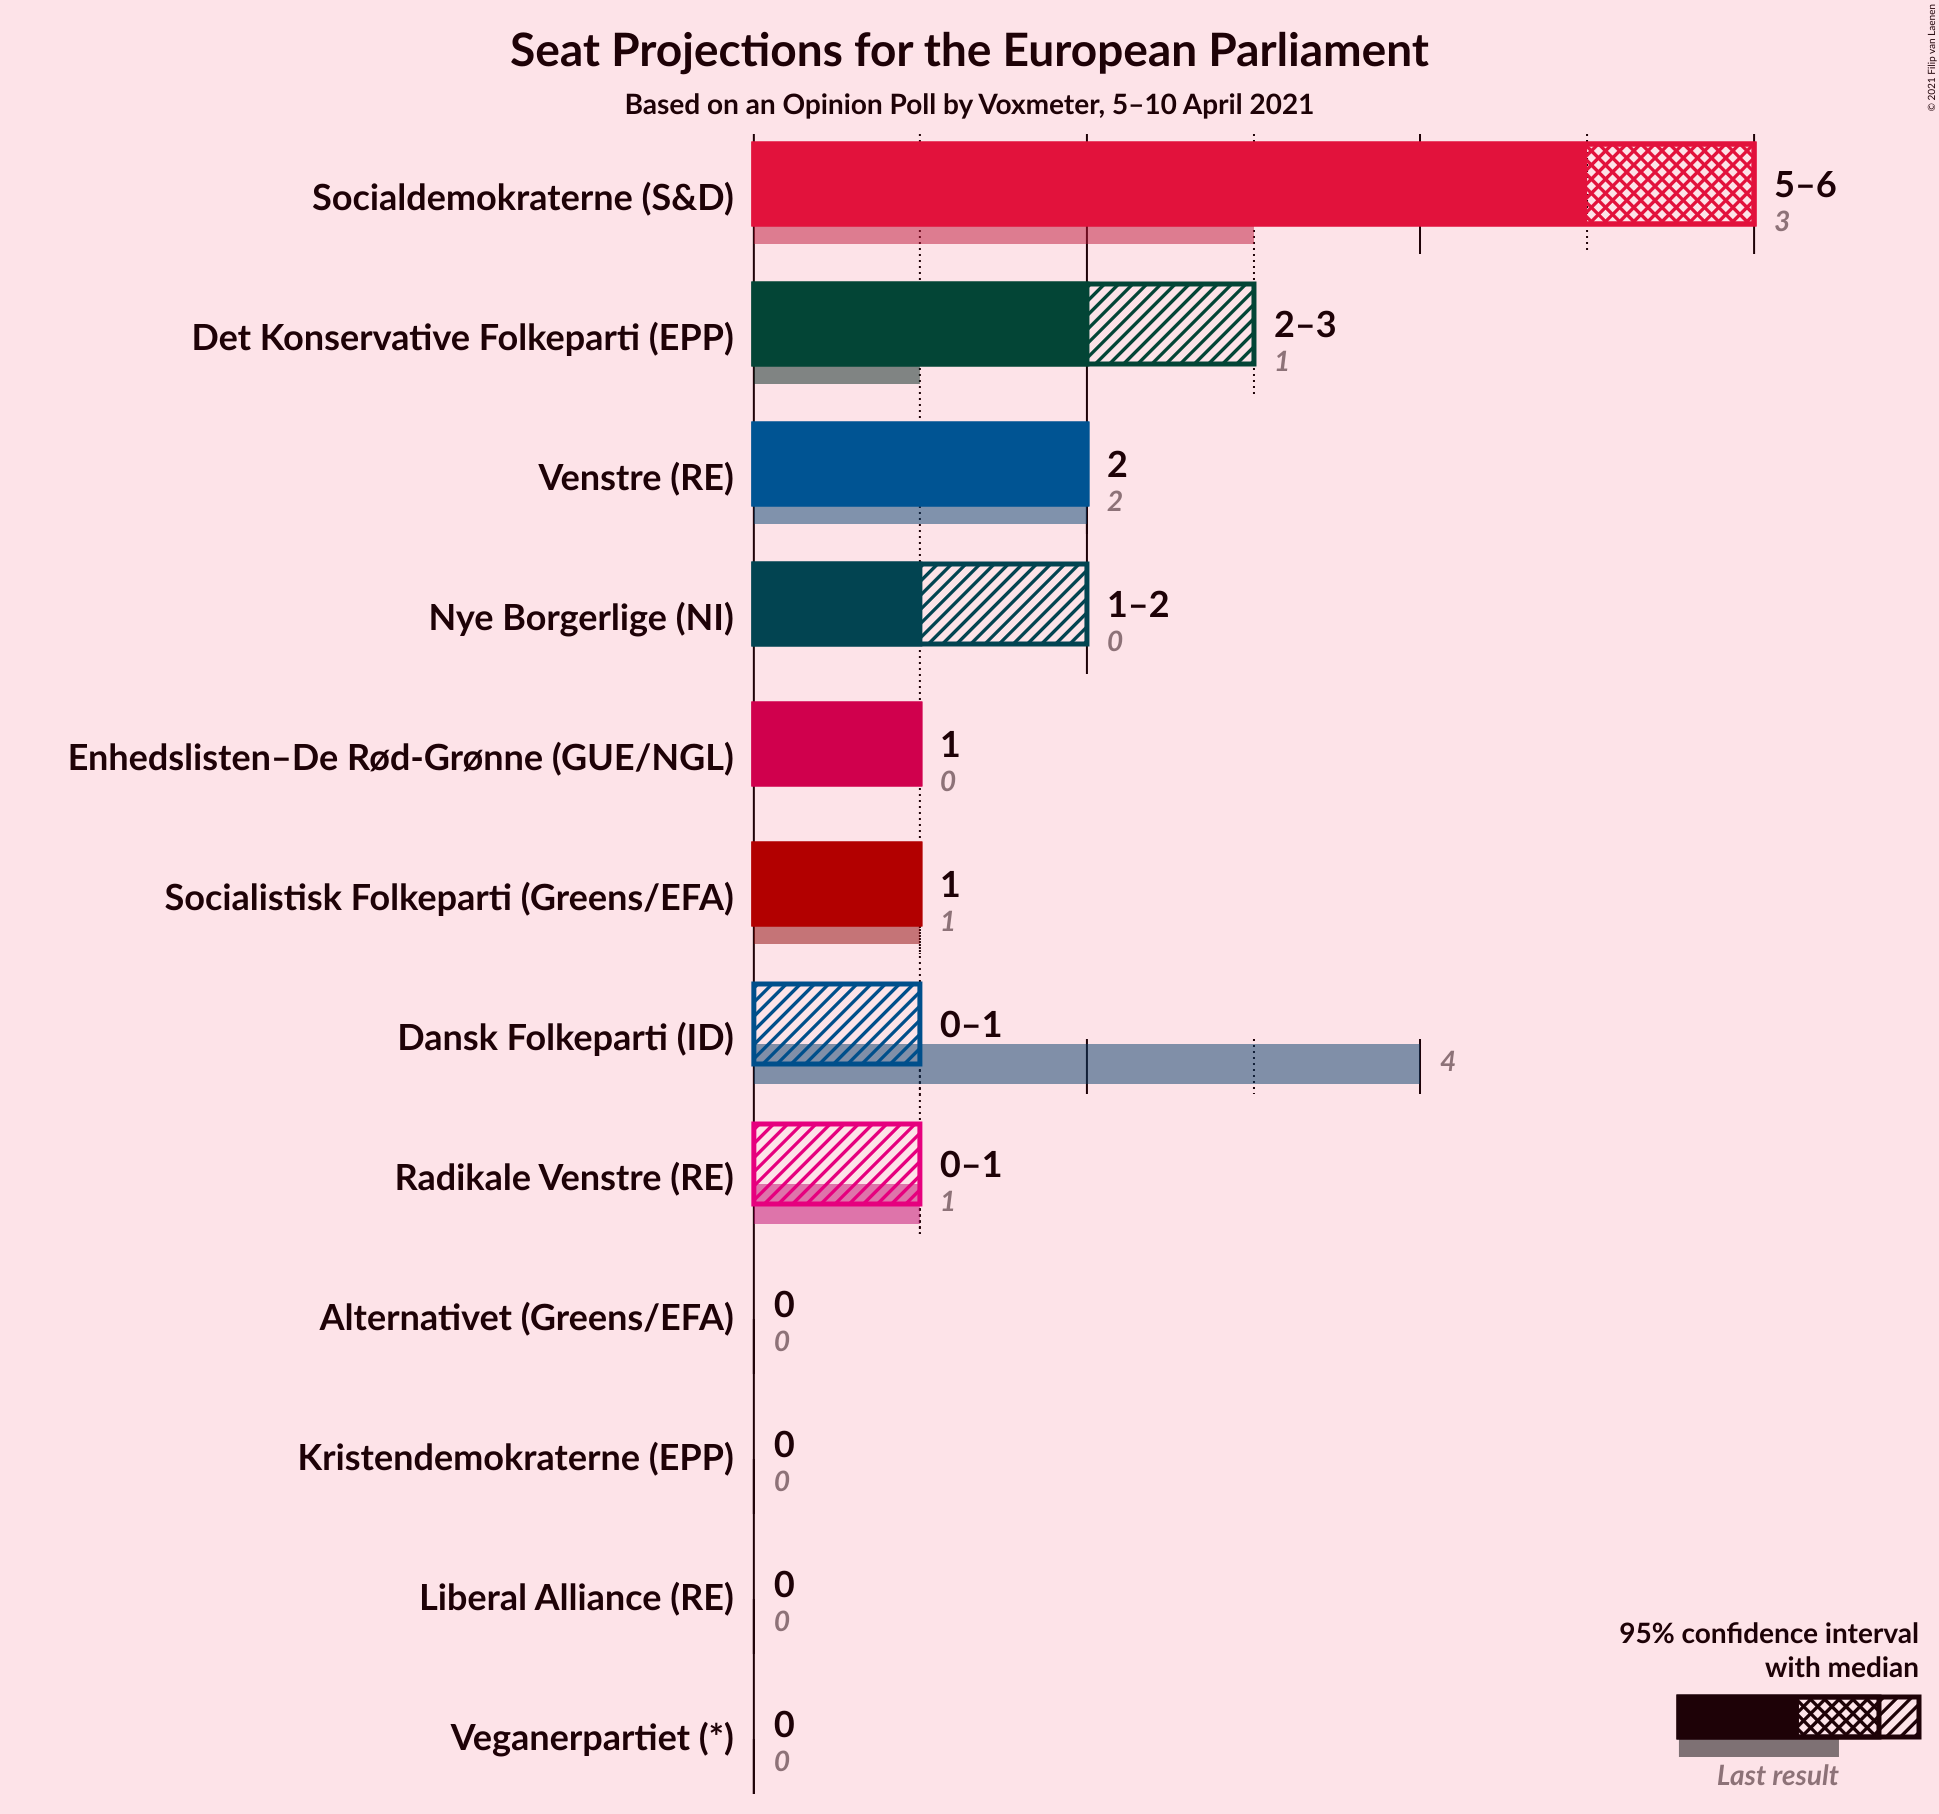 Seat Projections for the European Parliament
Based on an Opinion Poll by Voxmeter, 5–10 April 2021
© 2021 Filip van Laenen
Socialdemokraterne (S&D)
5–6
3
Det Konservative Folkeparti (EPP)
2–3
1
Venstre (RE)
2
2
Nye Borgerlige (NI)
1–2
0
Enhedslisten–De Rød-Grønne (GUE/NGL)
1
0
Socialistisk Folkeparti (Greens/EFA)
1
1
Dansk Folkeparti (ID)
0–1
4
Radikale Venstre (RE)
0–1
1
Alternativet (Greens/EFA)
0
0
Kristendemokraterne (EPP)
0
0
Liberal Alliance (RE)
0
0
Veganerpartiet (*)
0
0
95% confidence interval
with median
Last result